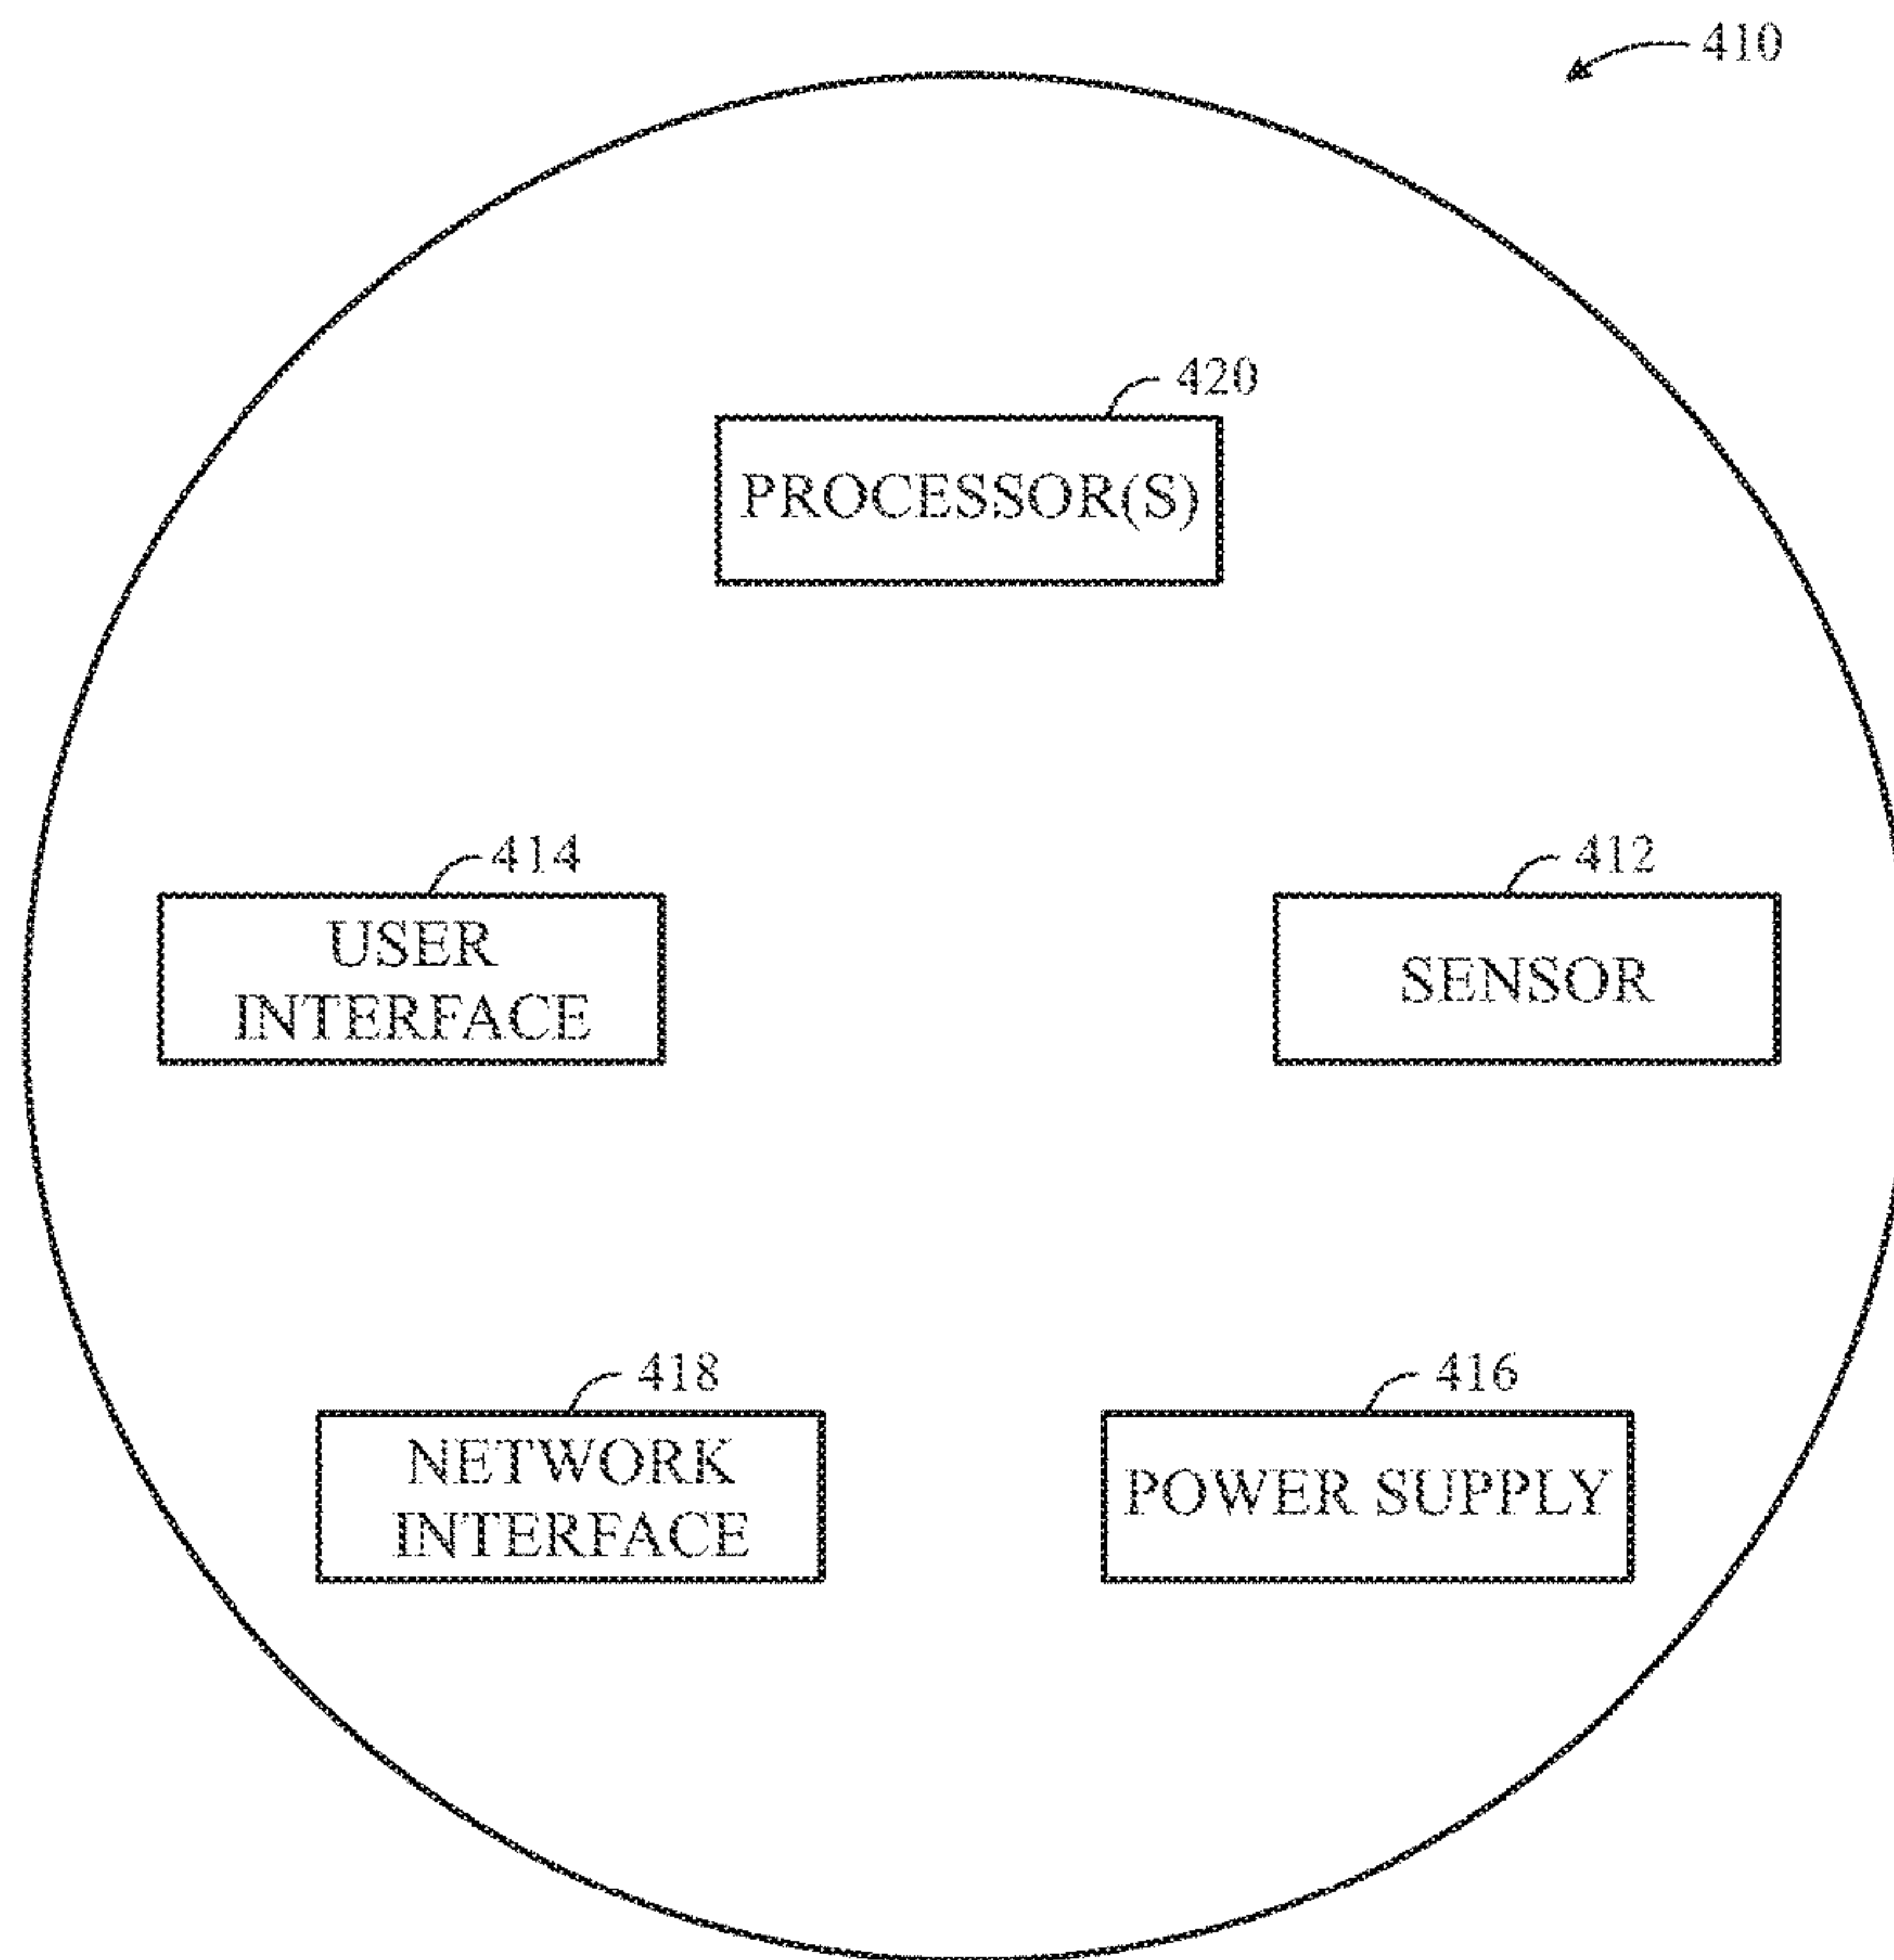 410
420
PROCESSOR(S)
414
USER
INTERFACE
412
SENSOR
418
NETWORK
INTERFACE
416
POWER SUPPLY